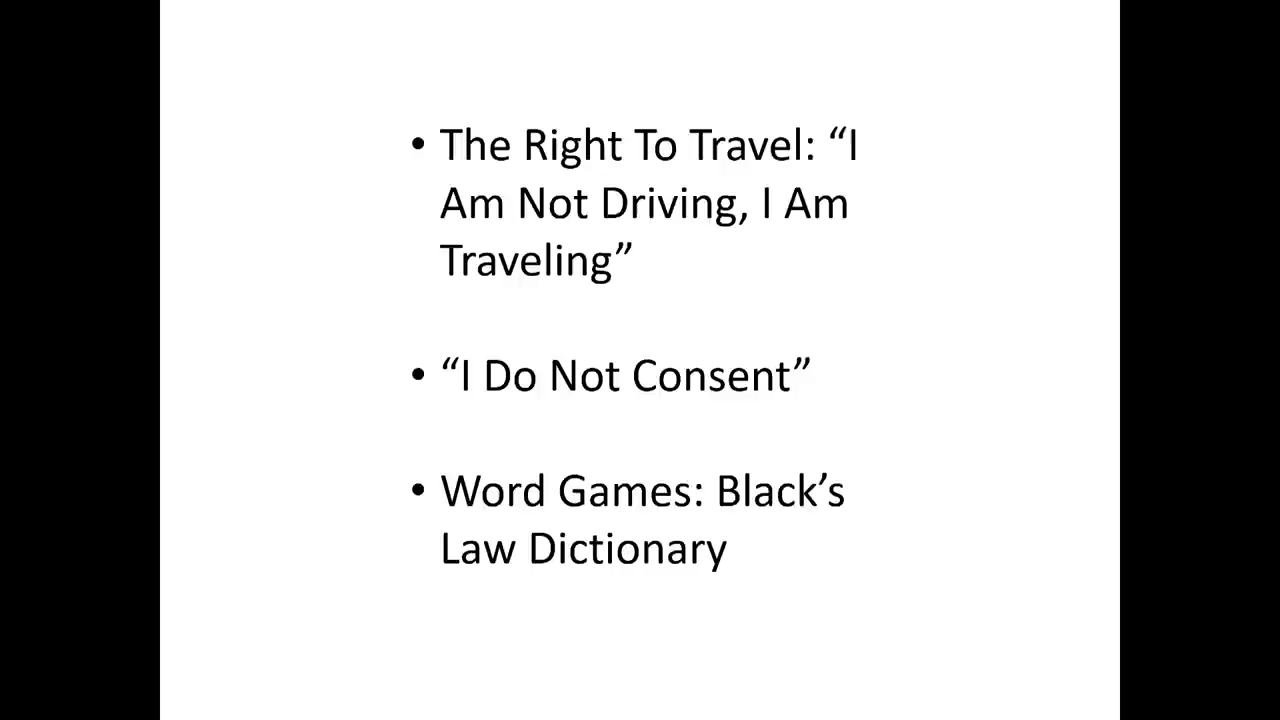 • The Right To Travel: “I
Am Not Driving, I Am
Traveling”
• “I Do Not Consent”
• Word Games: Black’s
Law Dictionary